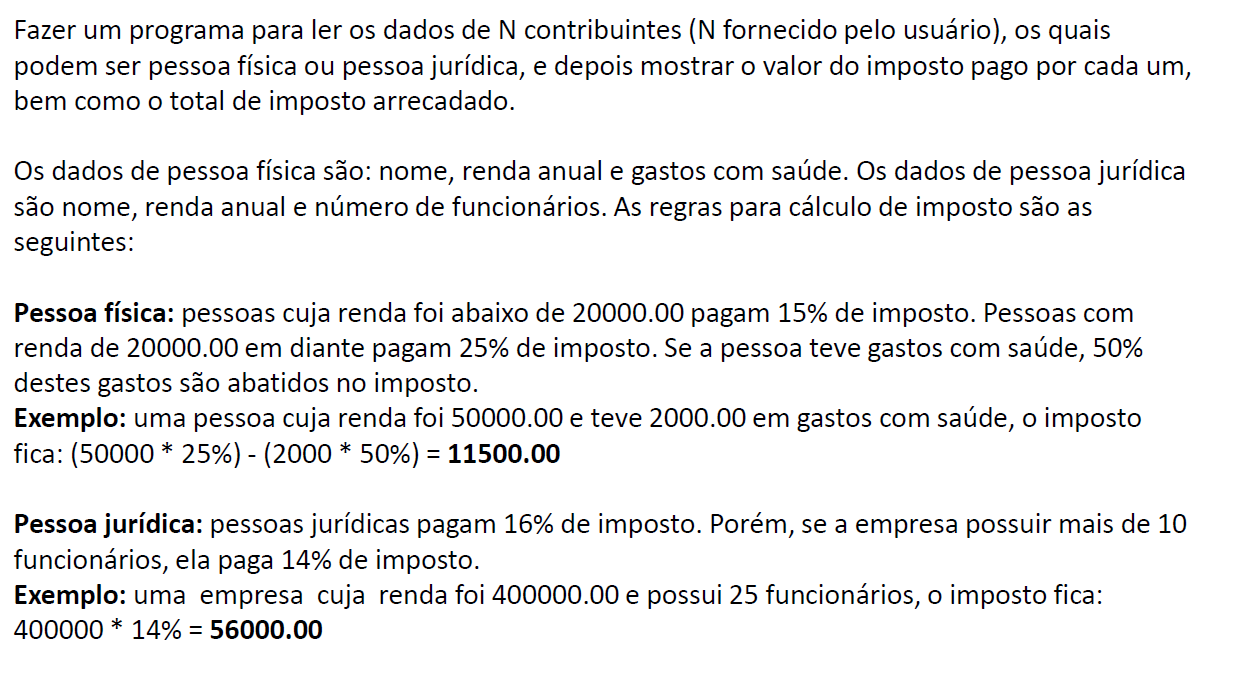 Fazer um programa para ler os dados de N contribuintes (N fornecido pelo usuário), os quais
podem ser pessoa física ou pessoa jurídica, e depois mostrar o valor do imposto pago por cada um,
bem como o total de imposto arrecadado.
Os dados de pessoa física são: nome, renda anual e gastos com saúde. Os dados de pessoa jurídica
são nome, renda anual e número de funcionários. As regras para cálculo de imposto são as
seguintes:
Pessoa física: pessoas cuja renda foi abaixo de 20000.00 pagam 15% de imposto. Pessoas com
renda de 20000.00 em diante pagam 25% de imposto. Se a pessoa teve gastos com saúde, 50%
destes gastos são abatidos no imposto.
Exemplo: uma pessoa cuja renda foi 50000.00 e teve 2000.00 em gastos com saúde, o imposto
fica: (50000 * 25%) - (2000 * 50%) = 11500.00
Pessoa jurídica: pessoas jurídicas pagam 16% de imposto. Porém, se a empresa possuir mais de 10
funcionários, ela paga 14% de imposto.
Exemplo: uma empresa cuja renda foi 400000.00 e possui 25 funcionários, o imposto fica:
400000 * 14% = 56000.00